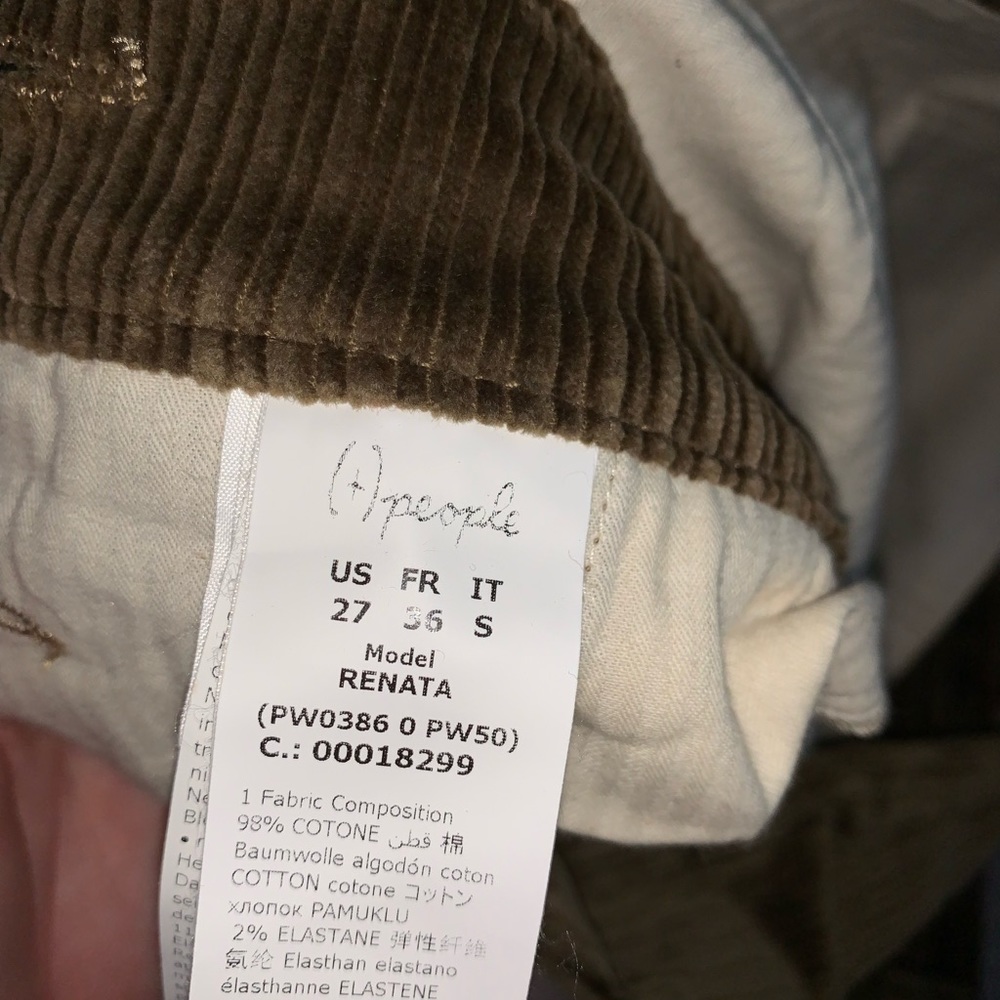 (+) people
US FR IT
27 36 S
Model
RENATA
(PW0386 0 PW50)
C.: 00018299
1 Fabric Composition
98% COTONE قطن 棉
Baumwolle algodón coton
COTTON cotone コットン
хлопок PAMUKLU
2% ELASTANE 弹性纤维
氨纶 Elasthan elastano
élasthanne ELASTENE